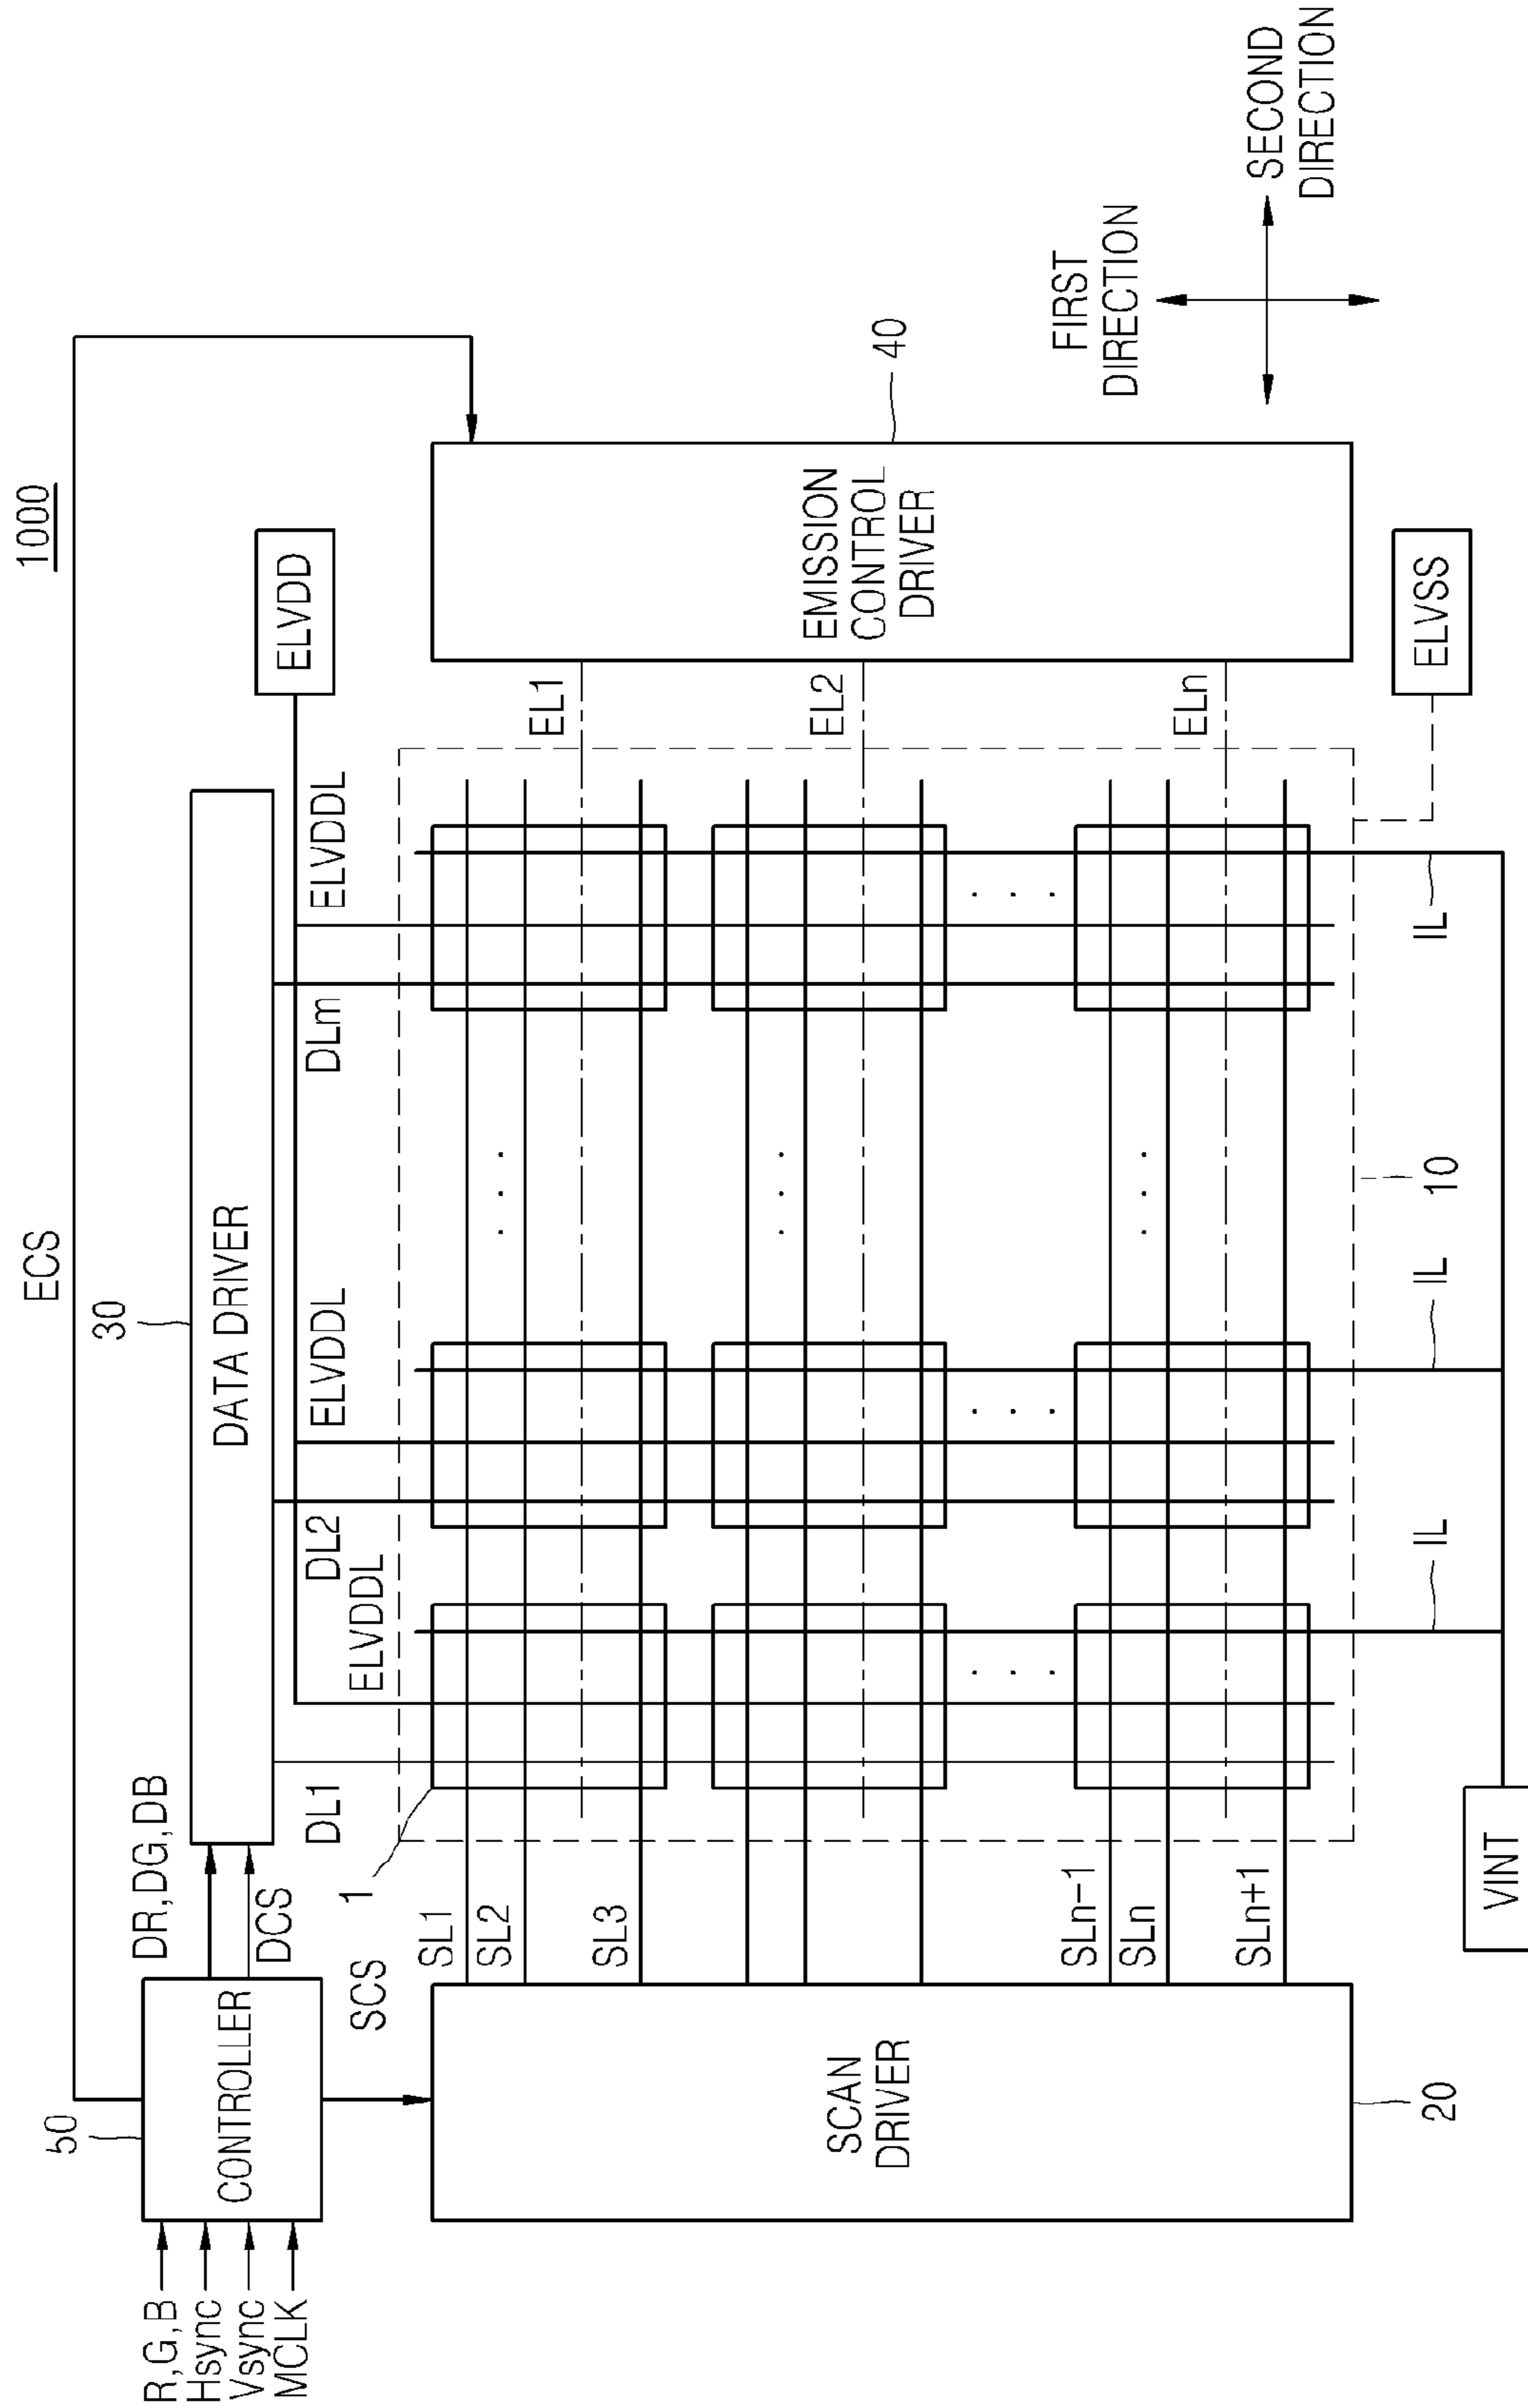 1000
ECS
50
30
R,G,B
Hsync
Vsync
MCLK
CONTROLLER
DR,DG,DB
DCS
DATA DRIVER
ELVDD
SCS
DL1
ELVDDL
DL2
ELVDDL
DLm
ELVDDL
1
SL1
SL2
SL3
SLn-1
SLn
SLn+1
EL1
EL2
ELn
SCAN
DRIVER
20
EMISSION
CONTROL
DRIVER
40
FIRST
DIRECTION
SECOND
DIRECTION
IL
IL
10
IL
ELVSS
VINT